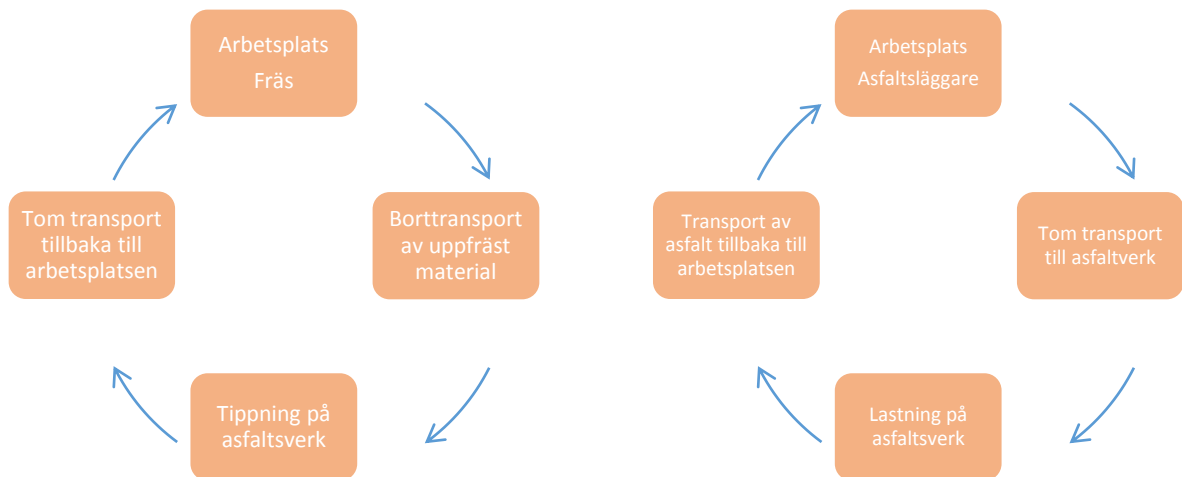 Arbetsplats
Fräs
Borttransport
av uppfräst
material
Tippning på
asfaltsverk
Tom transport
tillbaka till
arbetsplatsen
Arbetsplats
Asfaltsläggare
Tom transport
till asfaltverk
Lastning på
asfaltsverk
Transport av
asfalt tillbaka till
arbetsplatsen